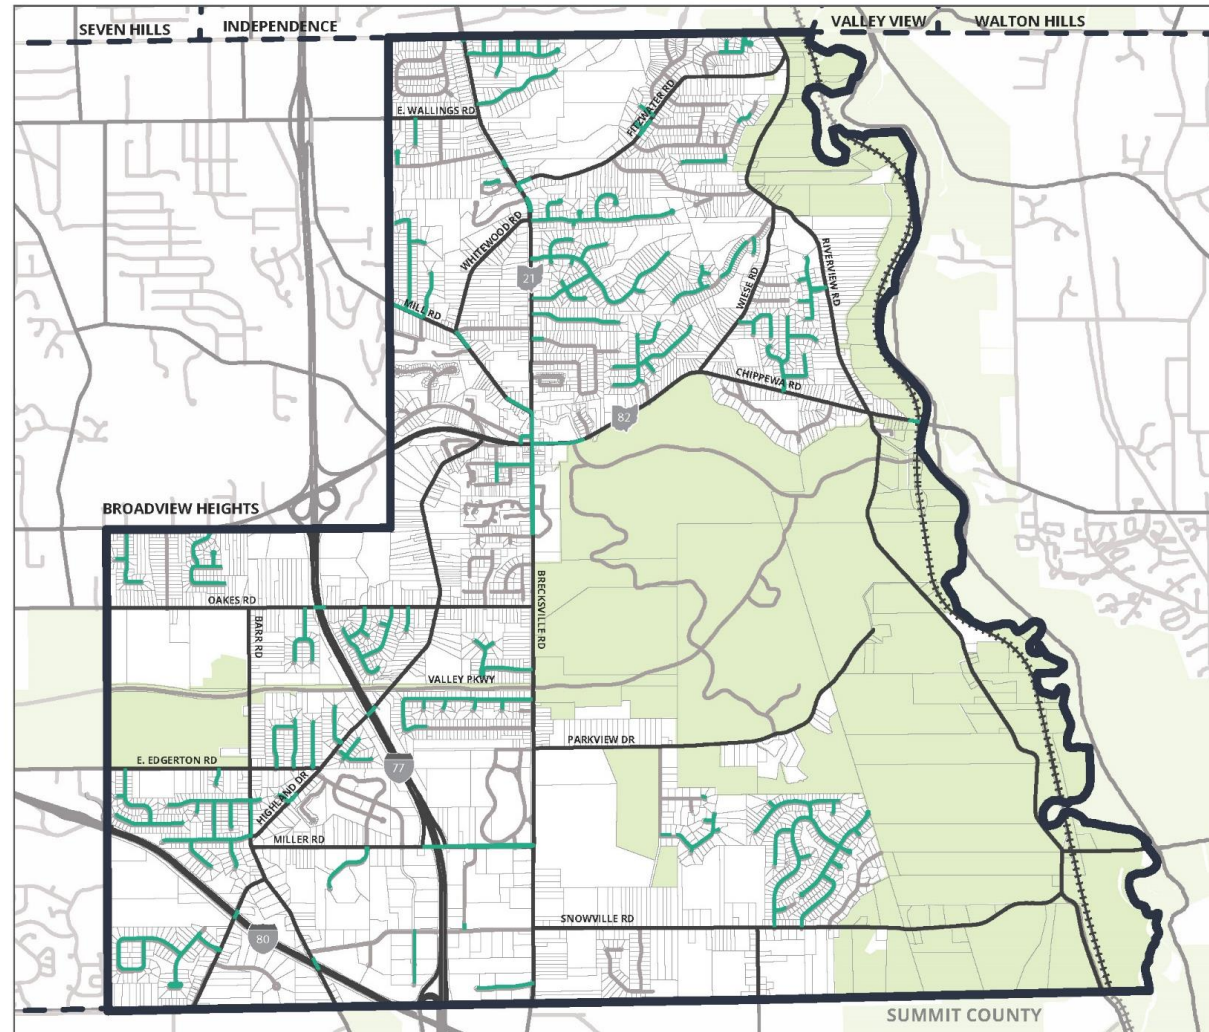 SEVEN HILLS
INDEPENDENCE
VALLEY VIEW
WALTON HILLS
E. WALLINGS RD
FITZWATER RD
WHITEWOOD RD
21
MILL RD
WIESE RD
RIVERVIEW RD
CHIPPEWA RD
82
BROADVIEW HEIGHTS
OAKES RD
BARR RD
BRECKSVILLE RD
VALLEY PKWY
PARKVIEW DR
E. EDGERTON RD
77
HIGHLAND DR
MILLER RD
SNOWVILLE RD
80
SUMMIT COUNTY